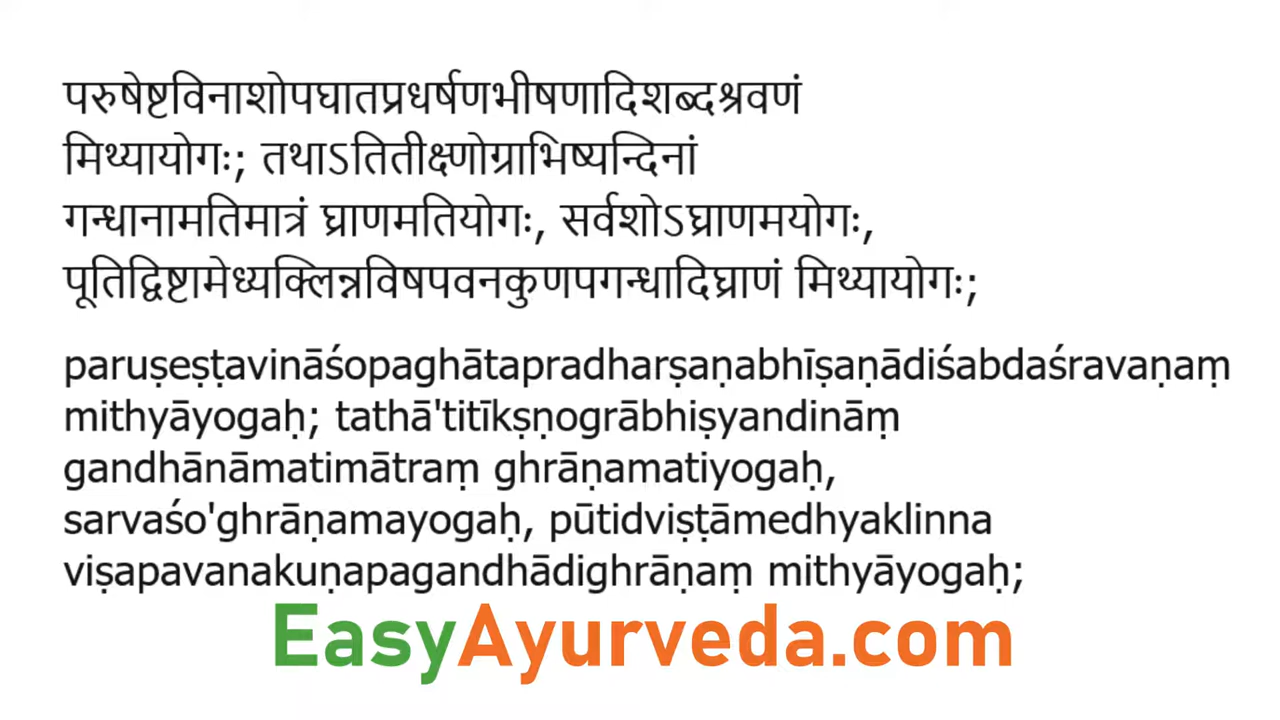 परुषेष्टविनाशोपघातप्रधर्षणभीषणादिशब्दश्रवणं
मिथ्यायोगः; तथाऽतितीक्ष्णोग्राभिष्यन्दिनां
गन्धानामतिमात्रं घ्राणमतियोगः, सर्वशोऽघ्राणमयोगः,
पूतिद्विष्टामेध्यक्लिन्नविषपवनकुणपगन्धादिघ्राणं मिथ्यायोगः;
paruṣeṣṭavināśopaghātapradharṣaṇabhīṣaṇādiśabdaśravaṇaṃ
mithyāyogaḥ; tathā'titīkṣṇogrābhiṣyandināṃ
gandhānāmatimātraṃ ghrāṇamatiyogaḥ,
sarvaśo'ghrāṇamayogaḥ, pūtidviṣṭāmedhyaklinna
viṣapavanakuṇapagandhādighrāṇaṃ mithyāyogaḥ;
EasyAyurveda.com